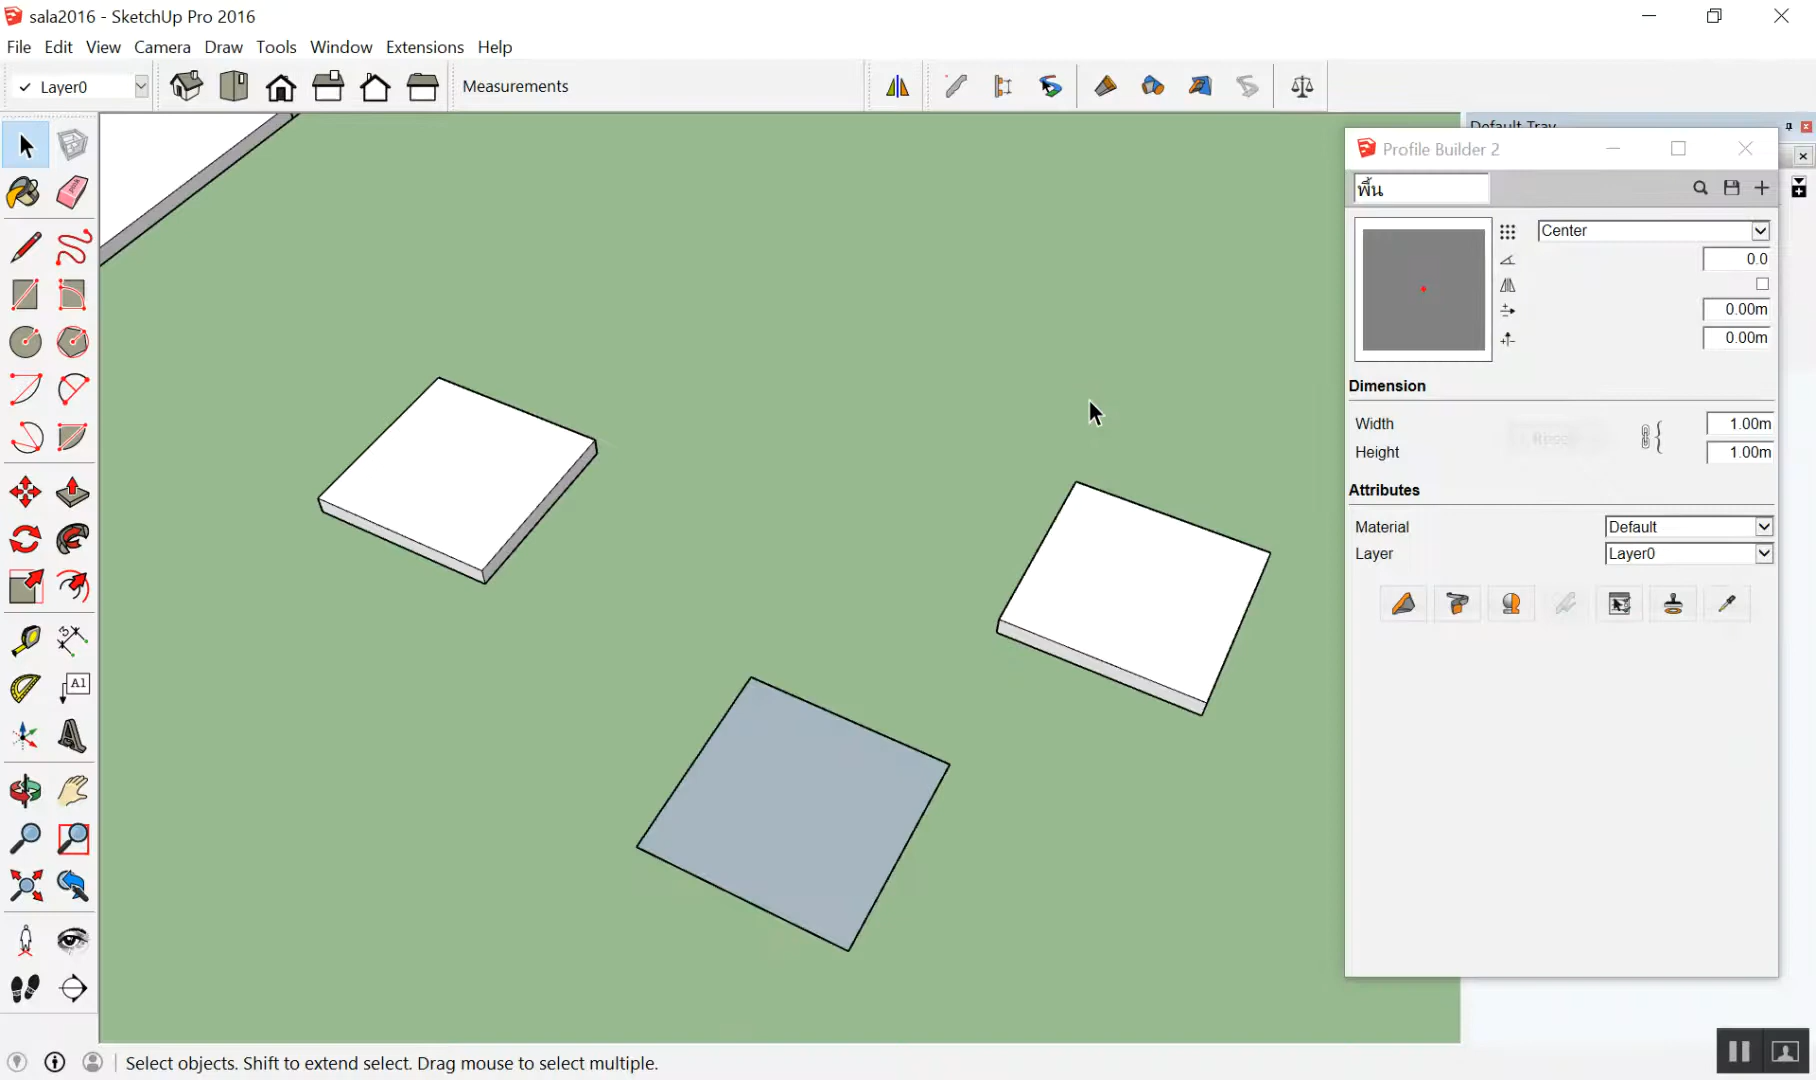 sala2016 - SketchUp Pro 2016
File Edit View Camera Draw Tools Window Extensions Help
Layer0
Measurements
Default Tray
Profile Builder 2
พื้น
Center
0.0
0.00m
0.00m
Dimension
Width 1.00m
Height 1.00m
Reset
Attributes
Material Default
Layer Layer0
A1
Select objects. Shift to extend select. Drag mouse to select multiple.